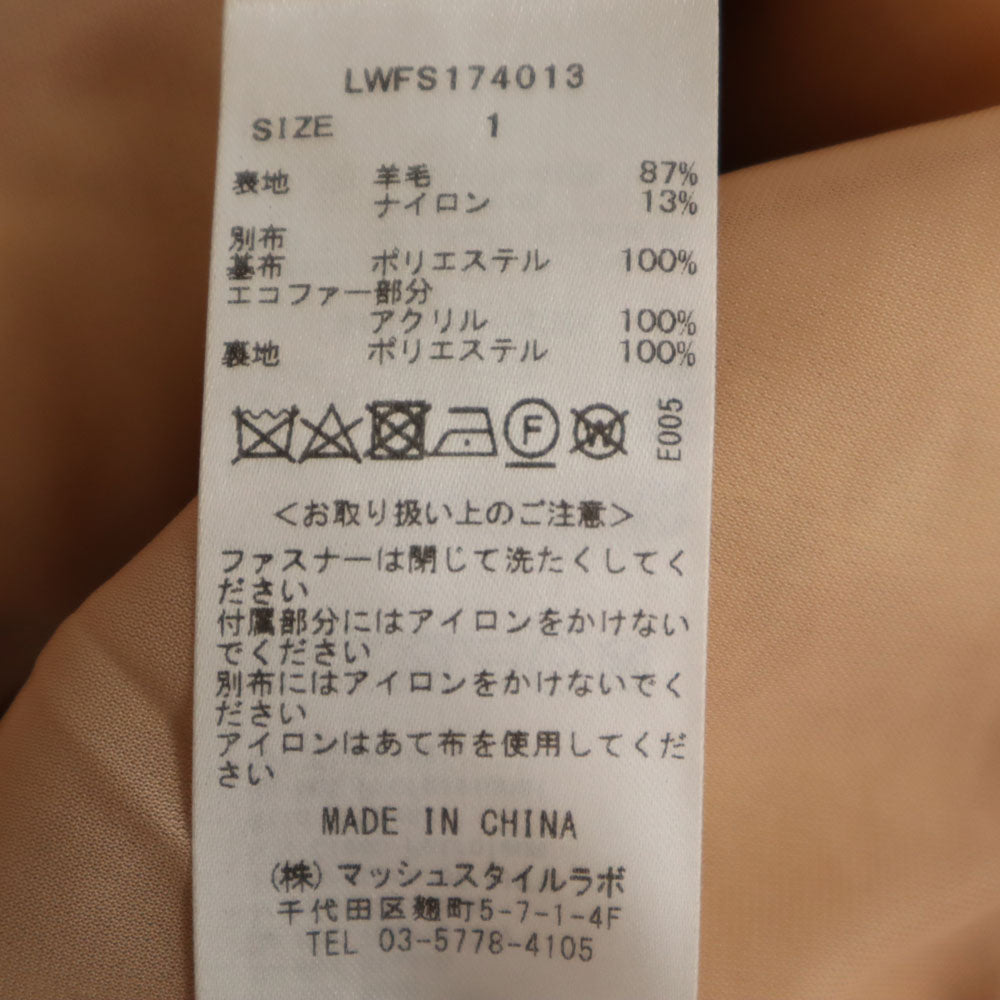 LWFS174013
SIZE 1
表地 羊毛 87%
ナイロン 13%
別布
基布 ポリエステル 100%
エコファー部分
アクリル 100%
裏地 ポリエステル 100%
F W E005
<お取り扱い上のご注意>
ファスナーは閉じて洗たくしてく
ださい
付属部分にはアイロンをかけない
でください
別布にはアイロンをかけないでく
ださい
アイロンはあて布を使用してくだ
さい
MADE IN CHINA
(株)マッシュスタイルラボ
千代田区麹町5-7-1-4F
TEL 03-5778-4105